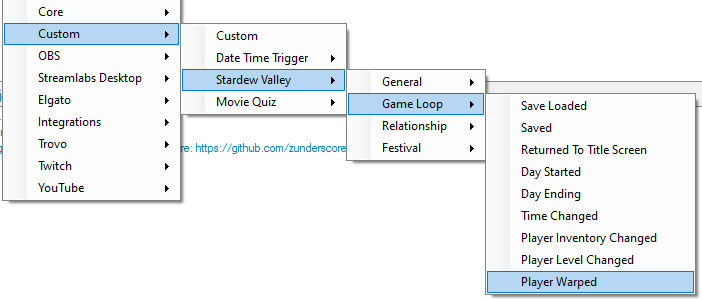 Core
Custom
OBS
Streamlabs Desktop
Elgato
Integrations
Trovo
Twitch
YouTube
Custom
Date Time Trigger
Stardew Valley
Movie Quiz
re: https://github.com/zunderscore
General
Game Loop
Relationship
Festival
Save Loaded
Saved
Returned To Title Screen
Day Started
Day Ending
Time Changed
Player Inventory Changed
Player Level Changed
Player Warped